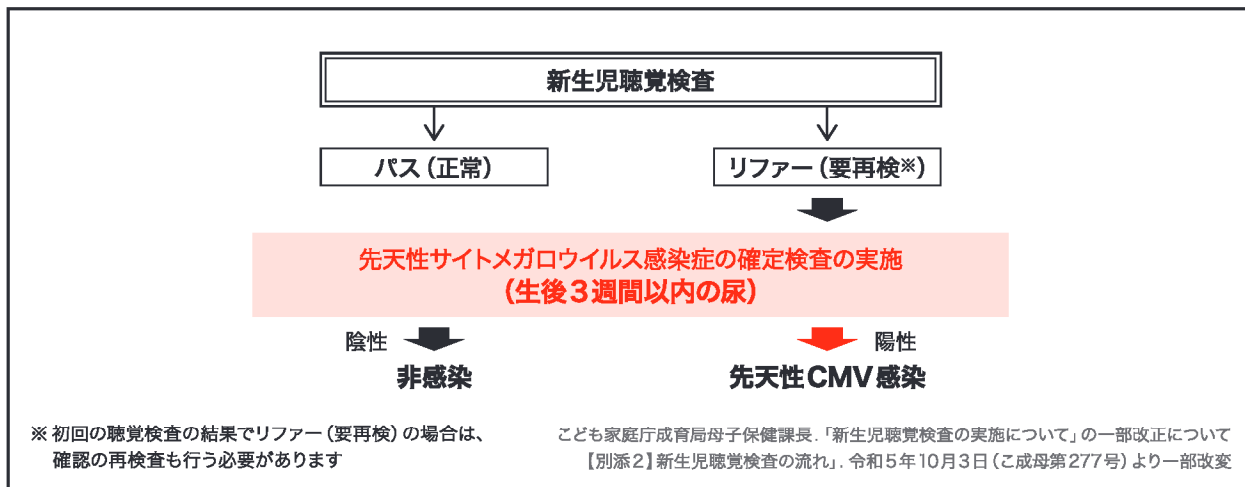 新生児聴覚検査
パス（正常）
リファー（要再検※）
先天性サイトメガロウイルス感染症の確定検査の実施
（生後３週間以内の尿）
陰性
陽性
非感染
先天性CMV感染
※ 初回の聴覚検査の結果でリファー（要再検）の場合は、
確認の再検査も行う必要があります
こども家庭庁成育局母子保健課長．「新生児聴覚検査の実施について」の一部改正について
【別添２】新生児聴覚検査の流れ」．令和５年10月３日（こ成母第277号）より一部改変